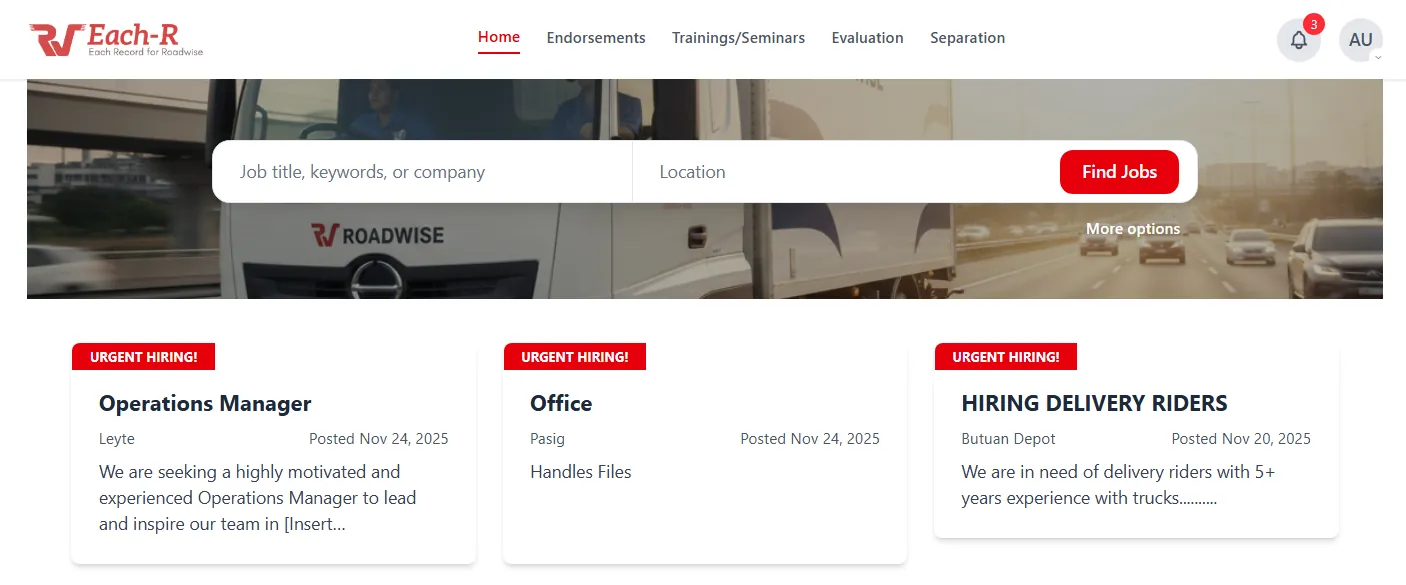 Each-R
Each Record for Roadwise
Home
Endorsements
Trainings/Seminars
Evaluation
Separation
3
AU
Job title, keywords, or company
Location
Find Jobs
More options
ROADWISE
URGENT HIRING!
Operations Manager
Leyte
Posted Nov 24, 2025
We are seeking a highly motivated and
experienced Operations Manager to lead
and inspire our team in [Insert...
URGENT HIRING!
Office
Pasig
Posted Nov 24, 2025
Handles Files
URGENT HIRING!
HIRING DELIVERY RIDERS
Butuan Depot
Posted Nov 20, 2025
We are in need of delivery riders with 5+
years experience with trucks..........